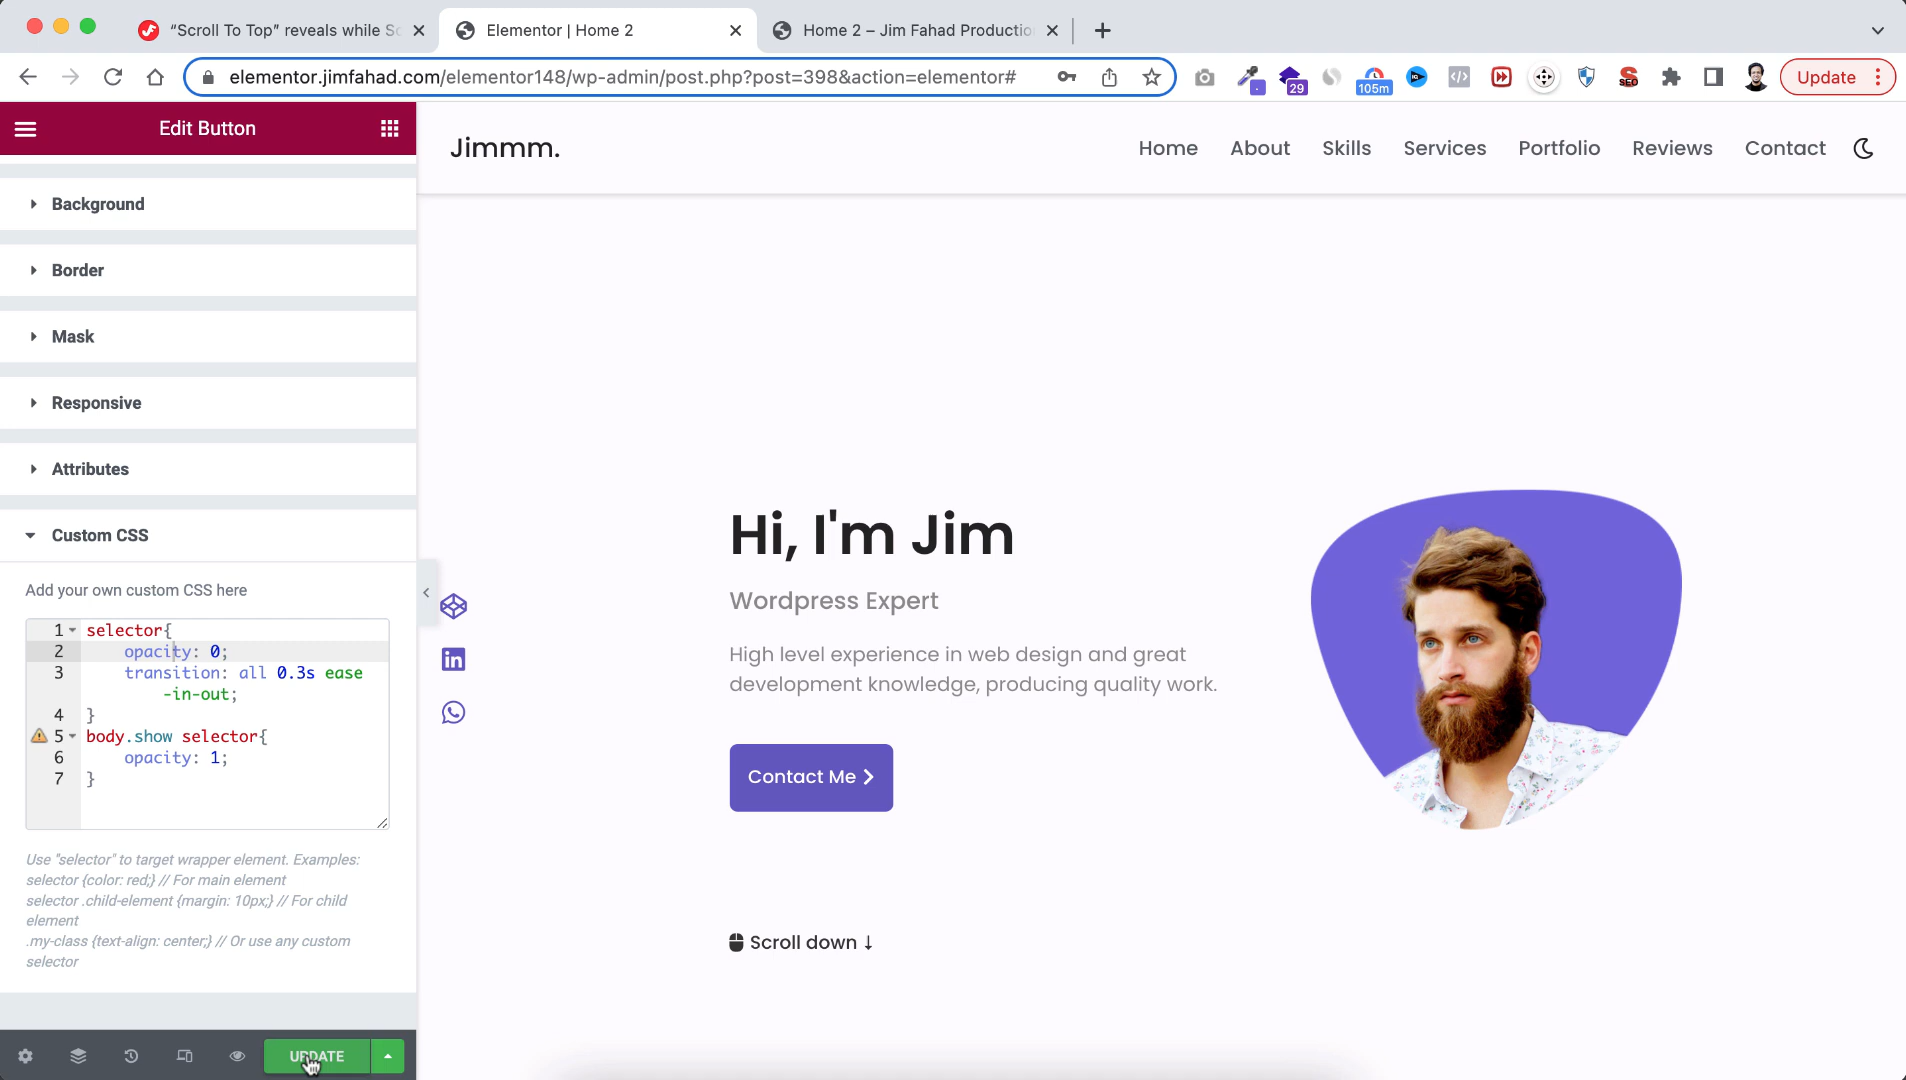 "Scroll To Top" reveals while Sc
Elementor | Home 2
Home 2 – Jim Fahad Productio
elementor.jimfahad.com/elementor148/wp-admin/post.php?post=398&action=elementor#
29
105m
SEO
Update
Edit Button
Jimmm.
Home
About
Skills
Services
Portfolio
Reviews
Contact
Background
Border
Mask
Responsive
Attributes
Custom CSS
Add your own custom CSS here
1 selector{
2 opacity: 0;
3 transition: all 0.3s ease
-in-out;
4 }
5 body.show selector{
6 opacity: 1;
7 }
Use "selector" to target wrapper element. Examples:
selector {color: red;} // For main element
selector .child-element {margin: 10px;} // For child
element
.my-class {text-align: center;} // Or use any custom
selector
UPDATE
Hi, I'm Jim
Wordpress Expert
High level experience in web design and great
development knowledge, producing quality work.
Contact Me
Scroll down ↓